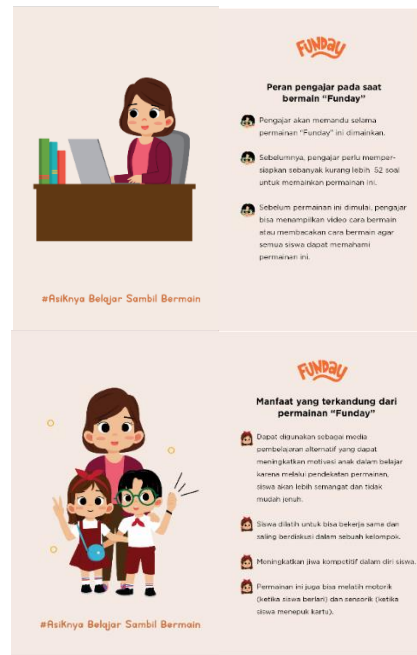 FUNDAY
Peran pengajar pada saat
bermain "Funday"
Pengajar akan memandu selama
permainan "Funday" ini dimainkan.
Sebelumnya, pengajar perlu memper-
siapkan sebanyak kurang lebih 52 soal
untuk memainkan permainan ini.
Sebelum permainan ini dimulai, pengajar
bisa menampilkan video cara bermain
atau membacakan cara bermain agar
semua siswa dapat memahami
permainan ini.
#AsiKnya Belajar Sambil Bermain
FUNDAY
Manfaat yang terkandung dari
permainan "Funday"
Dapat digunakan sebagai media
pembelajaran alternatif yang dapat
meningkatkan motivasi anak dalam belajar
karena melalui pendekatan permainan,
siswa akan lebih semangat dan tidak
mudah jenuh.
Siswa dilatih untuk bisa bekerja sama dan
saling berdiskusi dalam sebuah kelompok.
Meningkatkan jiwa kompetitif dalam diri siswa.
Permainan ini juga bisa melatih motorik
(ketika siswa berlari) dan sensorik (ketika
siswa menepuk kartu).
#AsiKnya Belajar Sambil Bermain